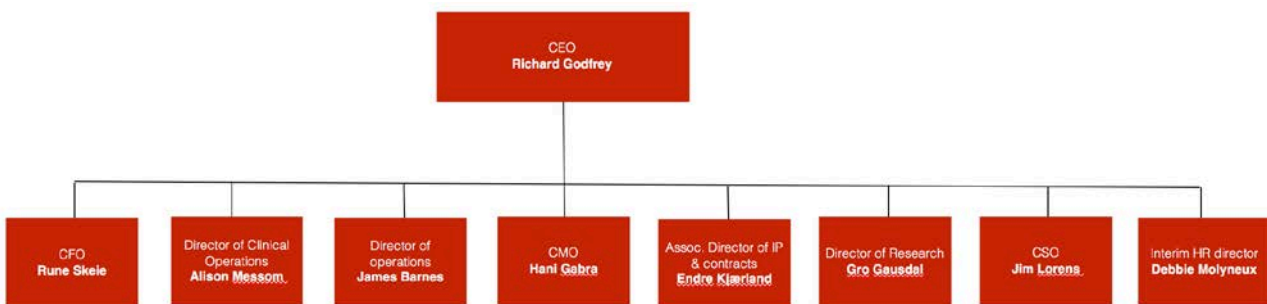 CEO
Richard Godfrey
CFO
Rune Skeie
Director of Clinical
Operations
Alison Messom
Director of
operations
James Barnes
CMO
Hani Gabra
Assoc. Director of IP
& contracts
Endre Kjærland
Director of Research
Gro Gausdal
CSO
Jim Lorens
Interim HR director
Debbie Molyneux